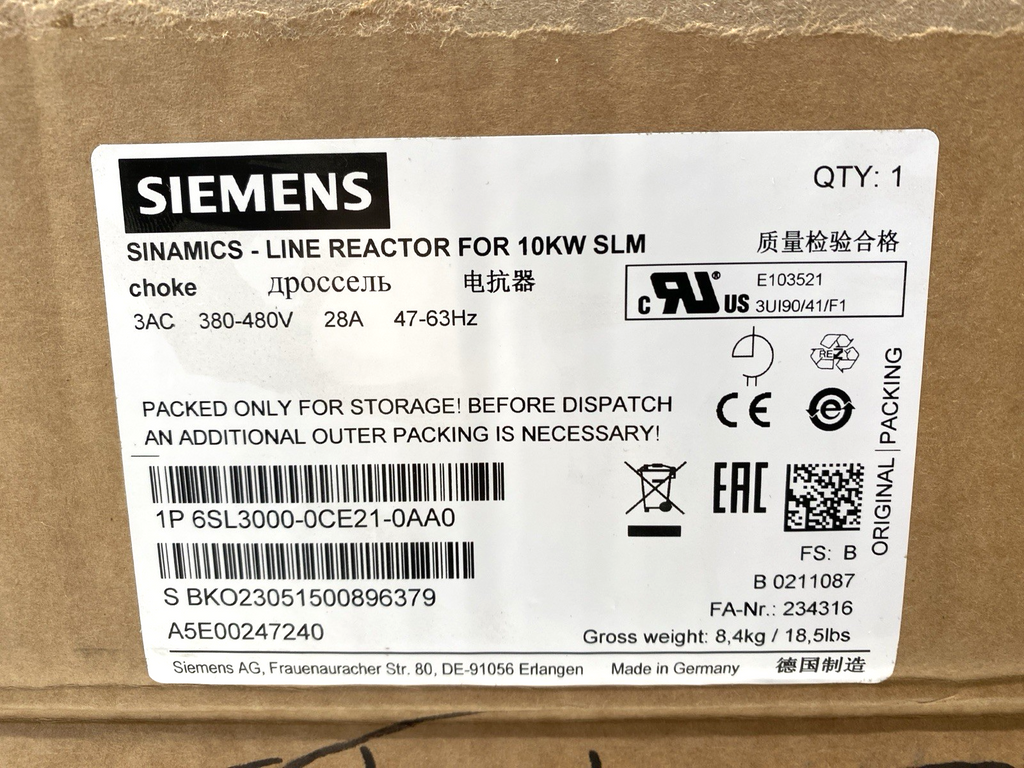 SIEMENS
QTY: 1
SINAMICS - LINE REACTOR FOR 10KW SLM
质量检验合格
choke дроссель 电抗器
3AC 380-480V 28A 47-63Hz
c RU US E103521
3UI90/41/F1
REZY
PACKED ONLY FOR STORAGE! BEFORE DISPATCH
AN ADDITIONAL OUTER PACKING IS NECESSARY!
CE
e
ORIGINAL PACKING
EAC
1P 6SL3000-0CE21-0AA0
FS: B
S BKO23051500896379
B 0211087
FA-Nr.: 234316
A5E00247240
Gross weight: 8,4kg / 18,5lbs
Siemens AG, Frauenauracher Str. 80, DE-91056 Erlangen Made in Germany 德国制造